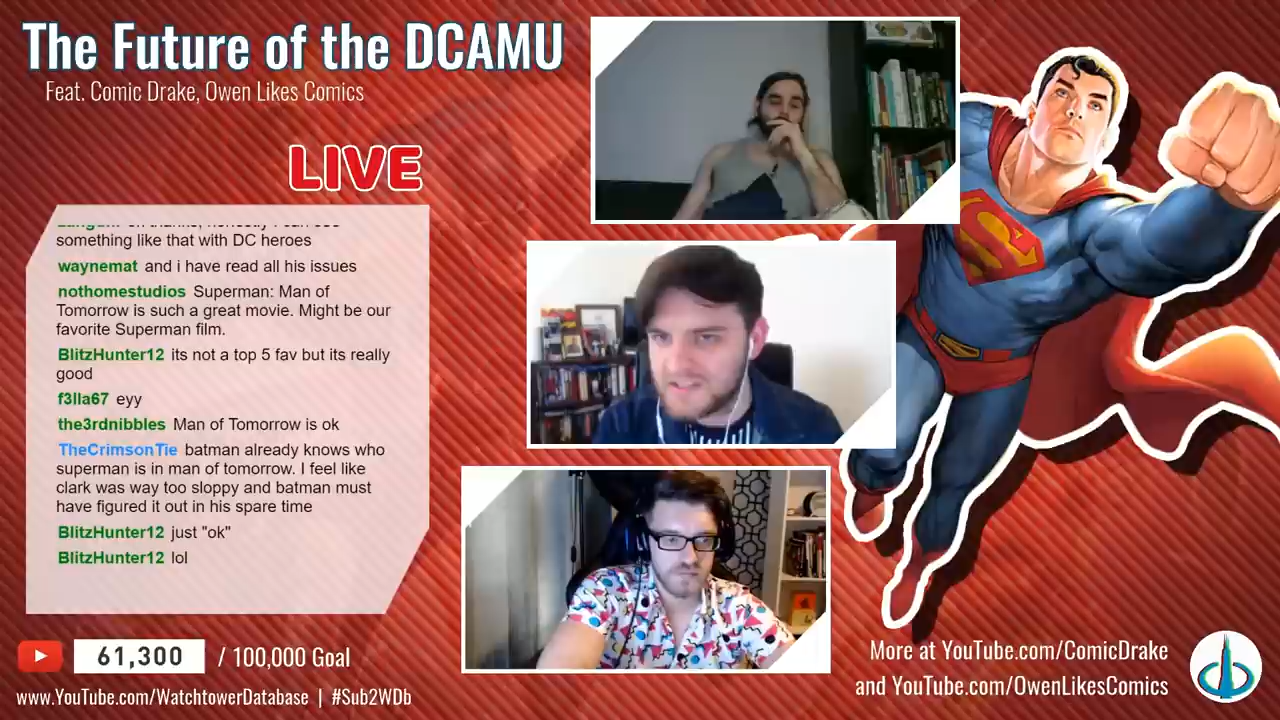 The Future of the DCAMU
Feat. Comic Drake, Owen Likes Comics
LIVE
something like that with DC heroes
waynemat and i have read all his issues
nothomestudios Superman: Man of
Tomorrow is such a great movie. Might be our
favorite Superman film.
BlitzHunter12 its not a top 5 fav but its really
good
f3lla67 eyy
the3rdnibbles Man of Tomorrow is ok
TheCrimsonTie batman already knows who
superman is in man of tomorrow. I feel like
clark was way too sloppy and batman must
have figured it out in his spare time
BlitzHunter12 just "ok"
BlitzHunter12 lol
61,300 / 100,000 Goal
www.YouTube.com/WatchtowerDatabase | #Sub2WDb
More at YouTube.com/ComicDrake
and YouTube.com/OwenLikesComics